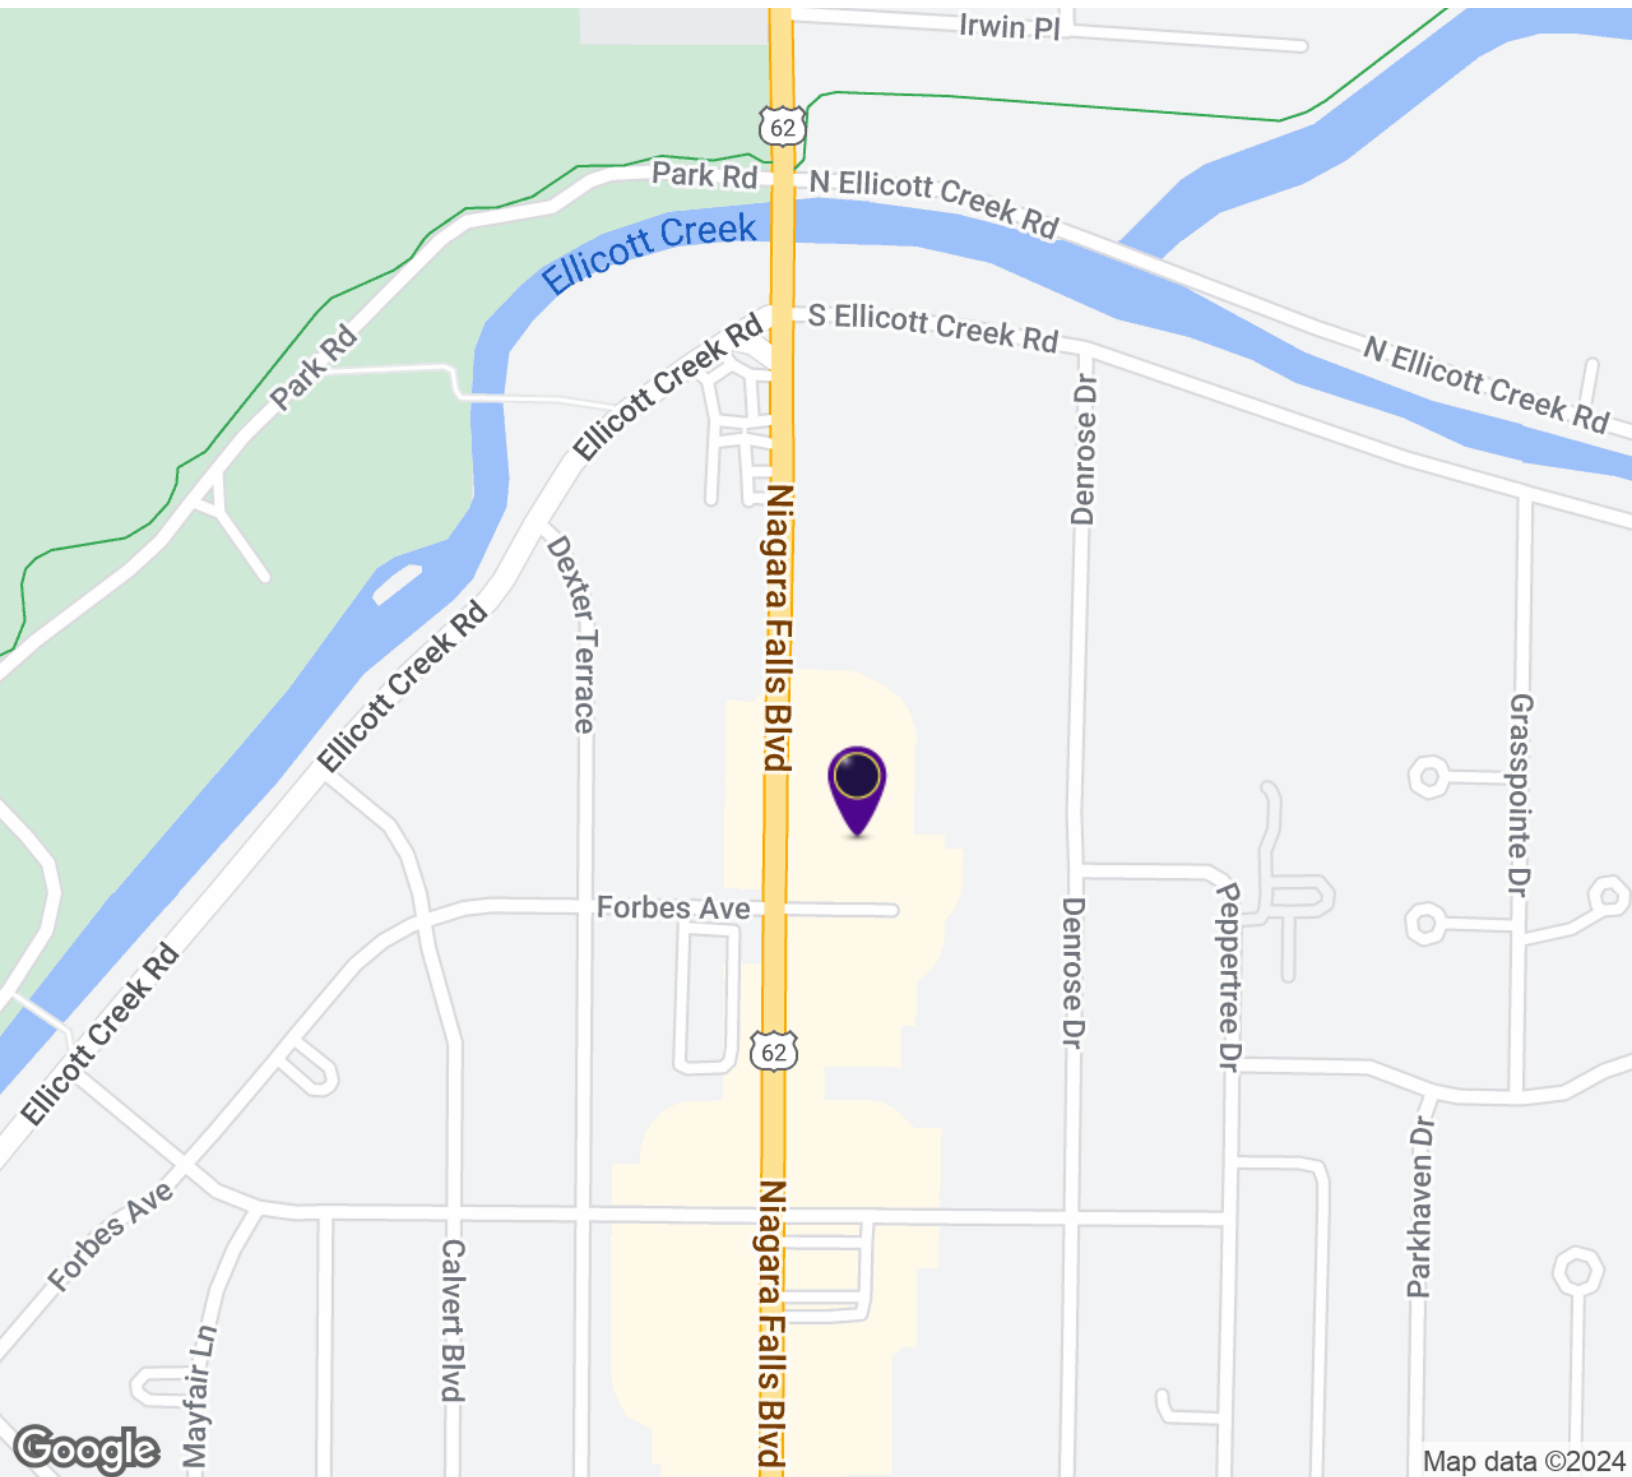 Irwin Pl
62
Park Rd
N Ellicott Creek Rd
Ellicott Creek
S Ellicott Creek Rd
Ellicott Creek Rd
Park Rd
N Ellicott Creek Rd
Denrose Dr
Niagara Falls Blvd
Dexter Terrace
Ellicott Creek Rd
Grasspointe Dr
Forbes Ave
Denrose Dr
Peppertree Dr
Ellicott Creek Rd
62
Parkhaven Dr
Forbes Ave
Niagara Falls Blvd
Calvert Blvd
Mayfair Ln
Google
Map data ©2024